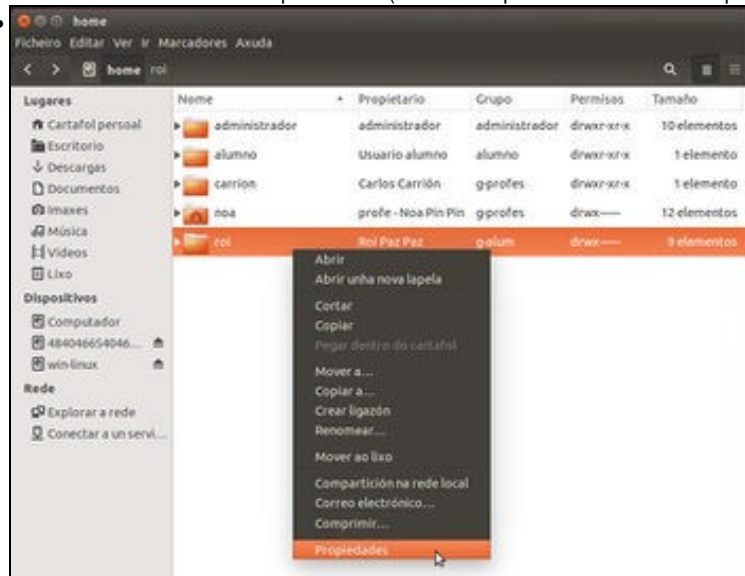 home
Ficheiro Editar Ver Ir Marcadores Axuda
home roi
Lugares
Cartafol persoal
Escritorio
Descargas
Documentos
Imaxes
Música
Vídeos
Lixo
Dispositivos
Computador
484046654046...
win-linux
Rede
Explorar a rede
Conectar a un servi...
Nome Propietario Grupo Permisos Tamaño
administrador administrador administrador drwxr-xr-x 10 elementos
alumno Usuario alumno alumno drwxr-xr-x 1 elemento
carrion Carlos Carrión g-profes drwxr-xr-x 1 elemento
noa profe - Noa Pin Pin g-profes drwx------ 12 elementos
roi Roi Paz Paz g-alum drwx------ 9 elementos
Abrir
Abrir unha nova lapela
Cortar
Copiar
Pegar dentro do cartafol
Mover a...
Copiar a...
Crear ligazón
Renomear...
Mover ao lixo
Compartición na rede local
Correo electrónico...
Comprimir...
Propiedades